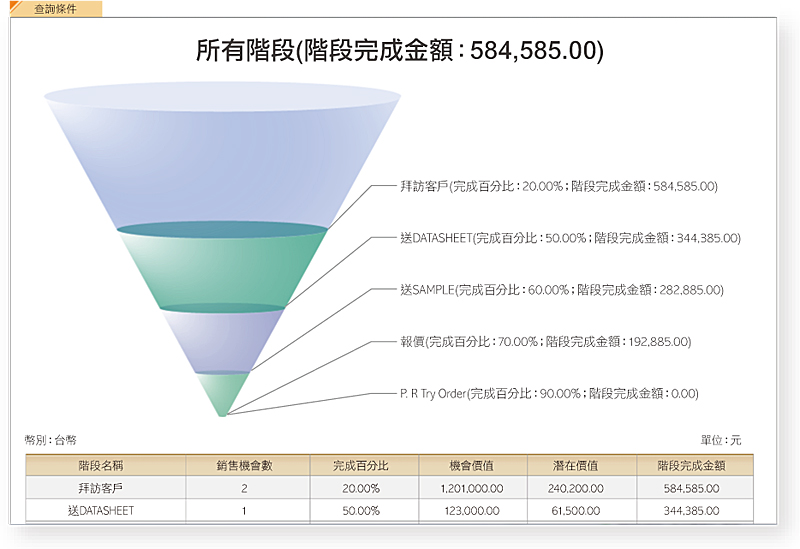 查詢條件
所有階段(階段完成金額：584,585.00)
拜訪客戶(完成百分比：20.00%；階段完成金額：584,585.00)
送DATASHEET(完成百分比：50.00%；階段完成金額：344,385.00)
送SAMPLE(完成百分比：60.00%；階段完成金額：282,885.00)
報價(完成百分比：70.00%；階段完成金額：192,885.00)
P. R Try Order(完成百分比：90.00%；階段完成金額：0.00)
幣別：台幣 單位：元
階段名稱 銷售機會數 完成百分比 機會價值 潛在價值 階段完成金額
拜訪客戶 2 20.00% 1,201,000.00 240,200.00 584,585.00
送DATASHEET 1 50.00% 123,000.00 61,500.00 344,385.00